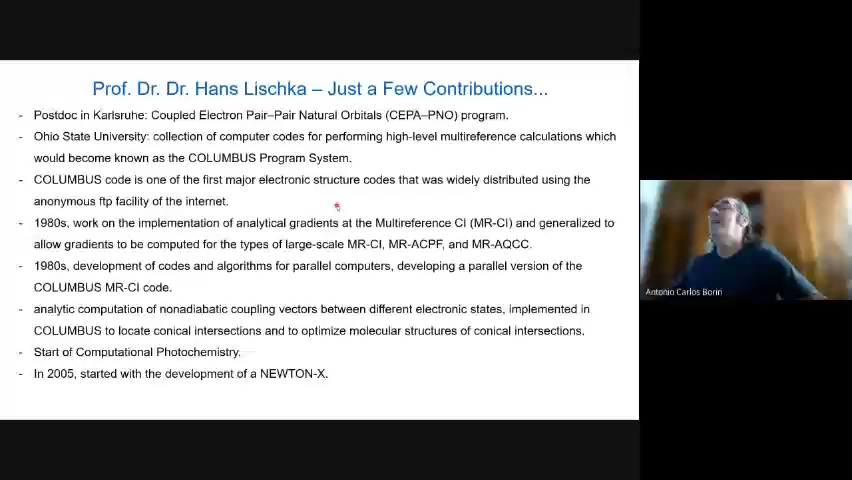 Prof. Dr. Dr. Hans Lischka – Just a Few Contributions...
- Postdoc in Karlsruhe: Coupled Electron Pair–Pair Natural Orbitals (CEPA–PNO) program.
- Ohio State University: collection of computer codes for performing high-level multireference calculations which
would become known as the COLUMBUS Program System.
- COLUMBUS code is one of the first major electronic structure codes that was widely distributed using the
anonymous ftp facility of the internet.
- 1980s, work on the implementation of analytical gradients at the Multireference CI (MR-CI) and generalized to
allow gradients to be computed for the types of large-scale MR-CI, MR-ACPF, and MR-AQCC.
- 1980s, development of codes and algorithms for parallel computers, developing a parallel version of the
COLUMBUS MR-CI code.
- analytic computation of nonadiabatic coupling vectors between different electronic states, implemented in
COLUMBUS to locate conical intersections and to optimize molecular structures of conical intersections.
- Start of Computational Photochemistry.
- In 2005, started with the development of a NEWTON-X.
Antonio Carlos Borin